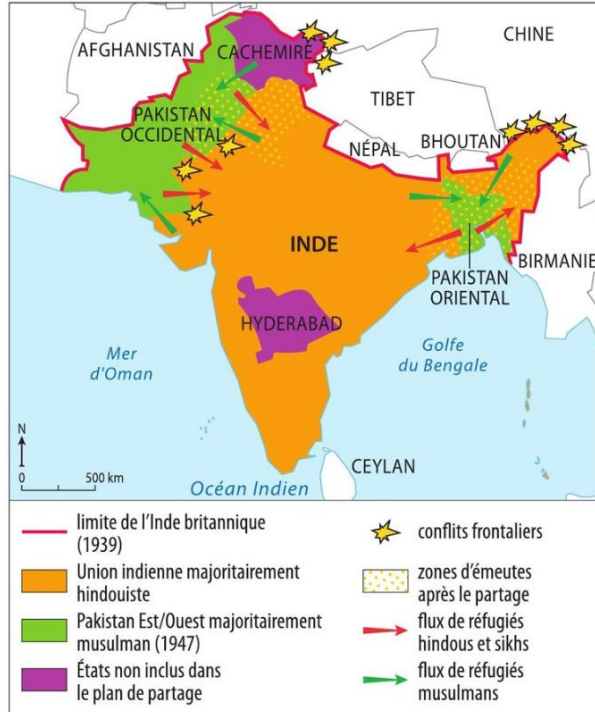 AFGHANISTAN
CACHEMIRE
CHINE
TIBET
PAKISTAN
OCCIDENTAL
NÉPAL
BHOUTAN
INDE
BIRMANIE
PAKISTAN
ORIENTAL
HYDERABAD
Mer
d'Oman
Golfe
du Bengale
N
0 500 km
CEYLAN
Océan Indien
limite de l'Inde britannique
(1939)
Union indienne majoritairement
hindouiste
Pakistan Est/Ouest majoritairement
musulman (1947)
États non inclus dans
le plan de partage
conflits frontaliers
zones d'émeutes
après le partage
flux de réfugiés
hindous et sikhs
flux de réfugiés
musulmans